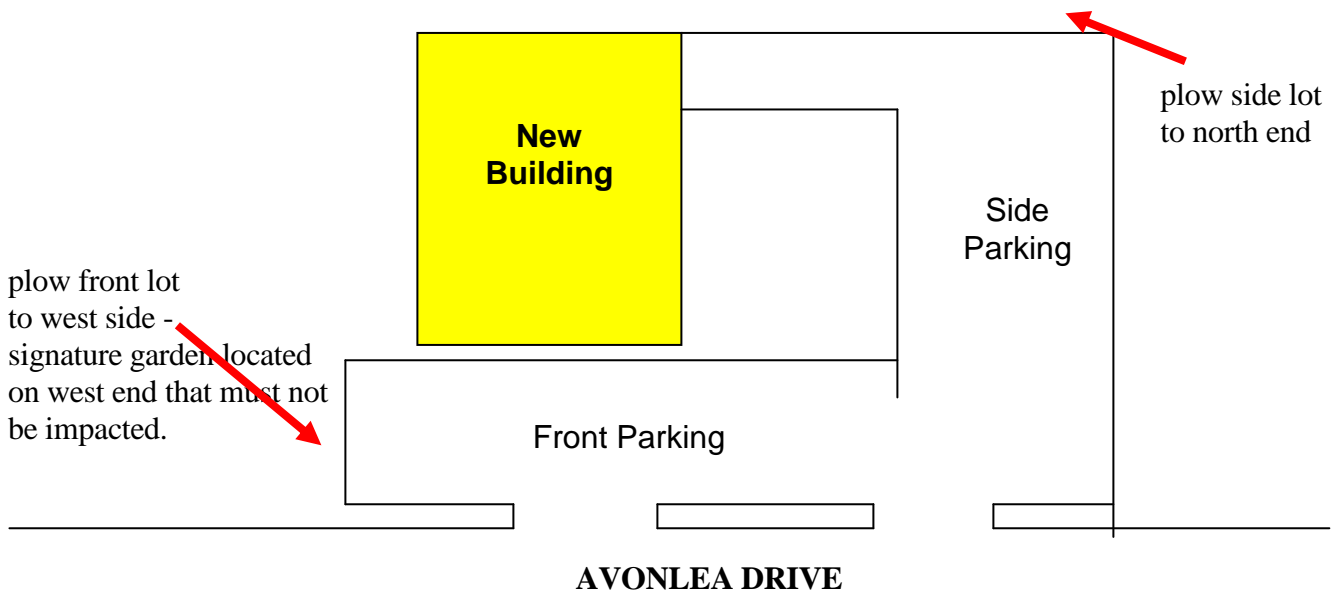 plow side lot
to north end
New
Building
Side
Parking
plow front lot
to west side -
signature garden located
on west end that must not
be impacted.
Front Parking
AVONLEA DRIVE